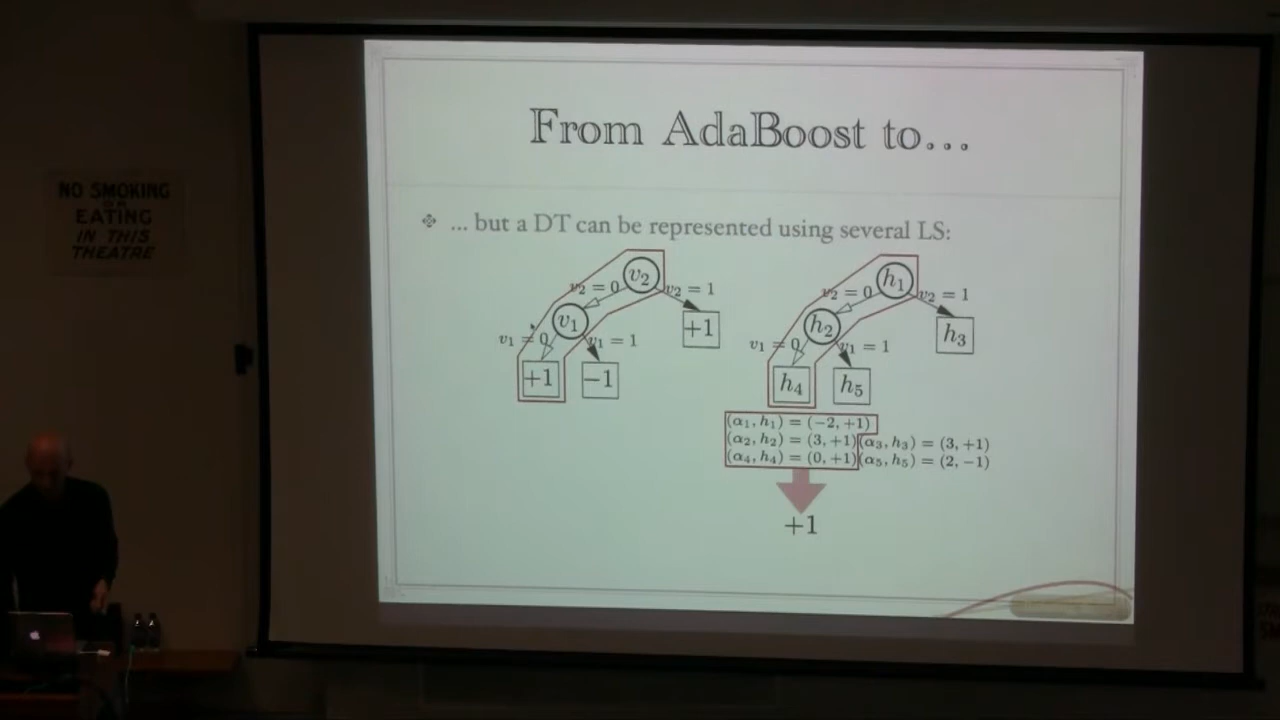 NO SMOKING
OR
EATING
IN THIS
THEATRE
From AdaBoost to...
... but a DT can be represented using several LS:
v₂
v₂ = 0
v₂ = 1
v₁
+1
v₁ = 0
v₁ = 1
+1
−1
h₁
v₂ = 0
v₂ = 1
h₂
h₃
v₁ = 0
v₁ = 1
h₄
h₅
(α₁, h₁) = (−2, +1)
(α₂, h₂) = (3, +1) (α₃, h₃) = (3, +1)
(α₄, h₄) = (0, +1) (α₅, h₅) = (2, −1)
+1